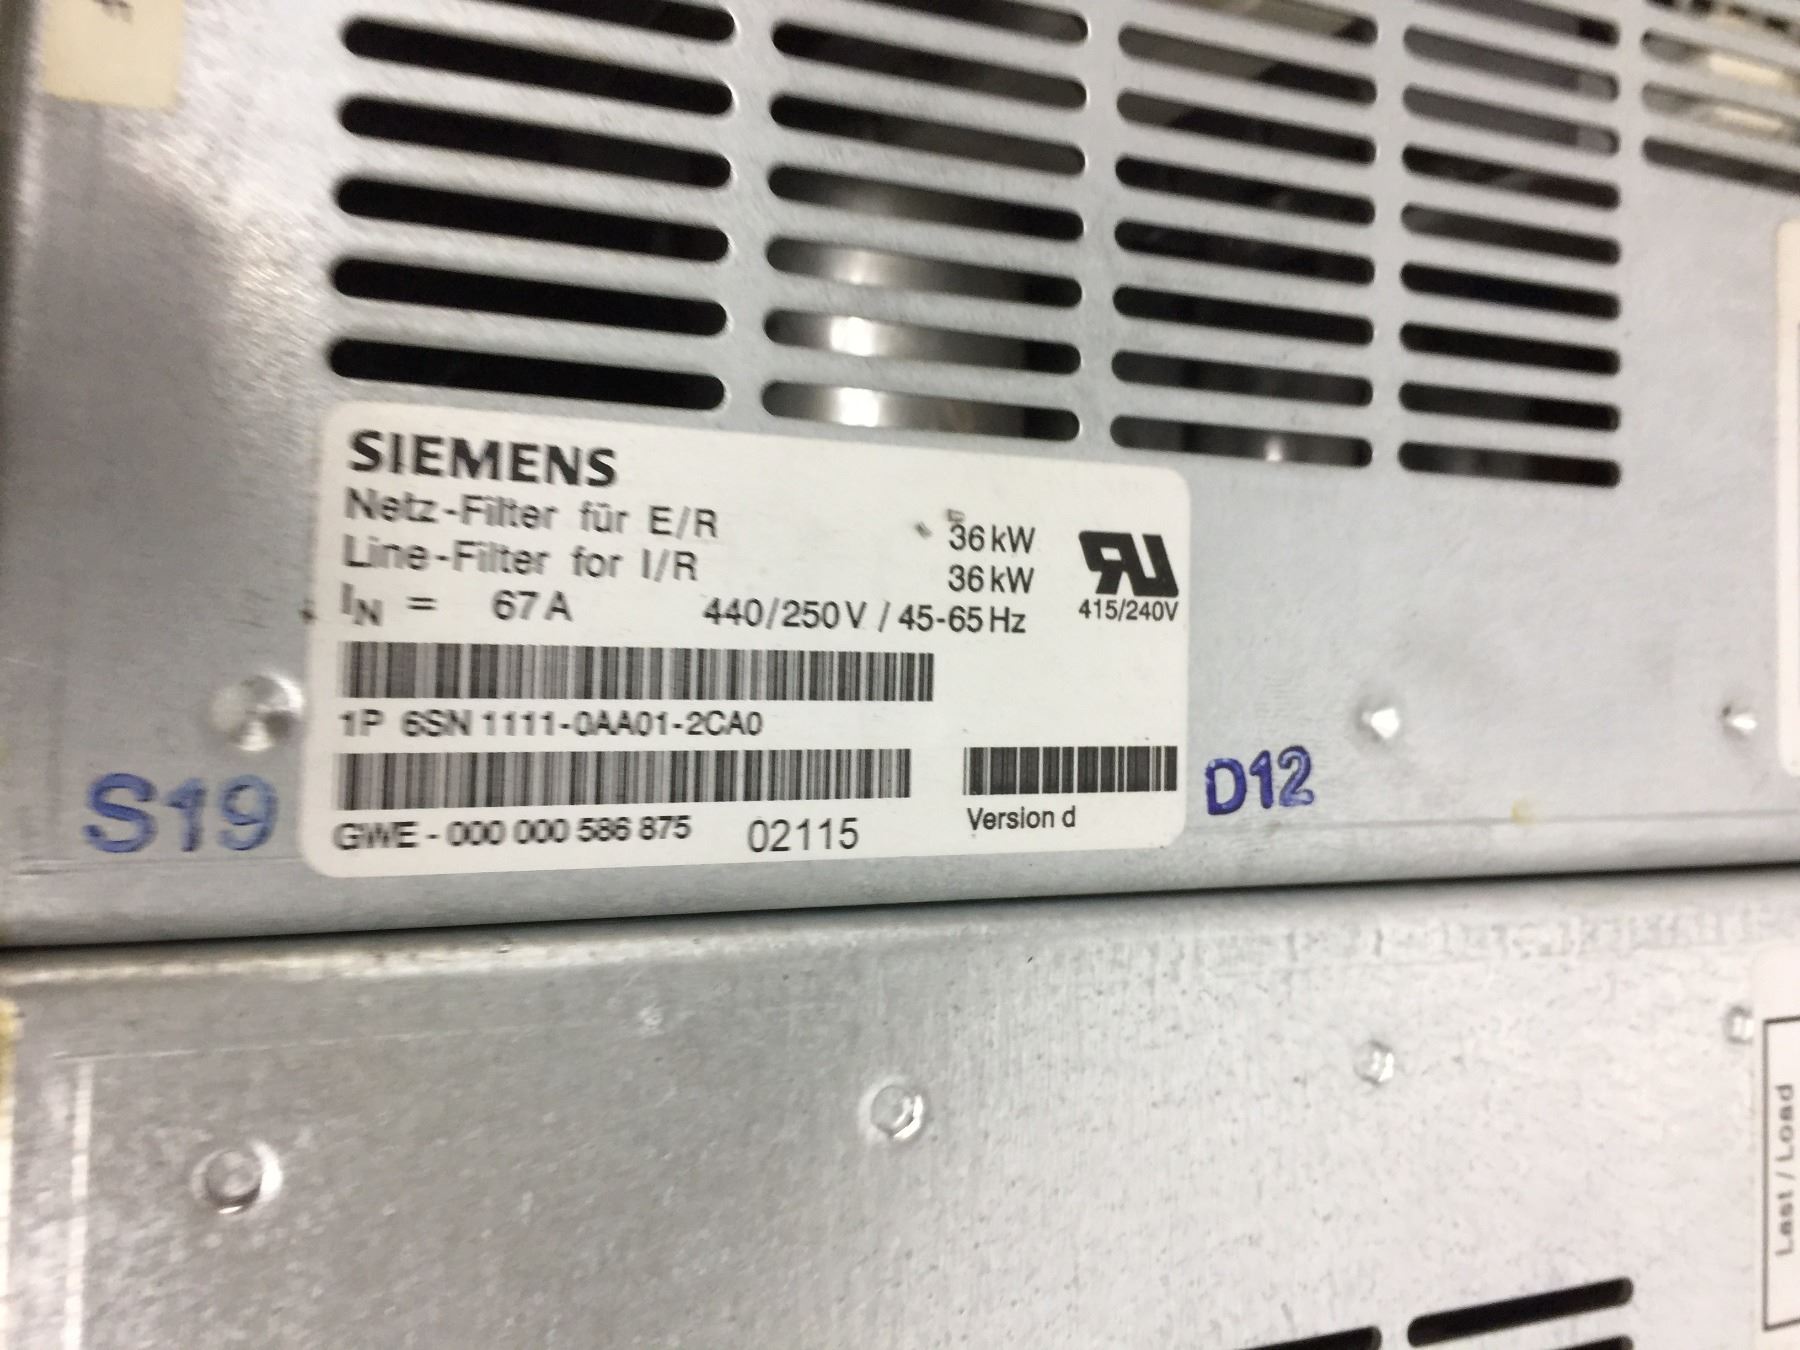 SIEMENS
Netz-Filter für E/R 36 kW
Line-Filter for I/R 36 kW
IN = 67 A 440/250 V / 45-65 Hz
415/240V
1P 6SN 1111-0AA01-2CA0
GWE - 000 000 586 875 02115
Version d
S19
D12
Last / Load